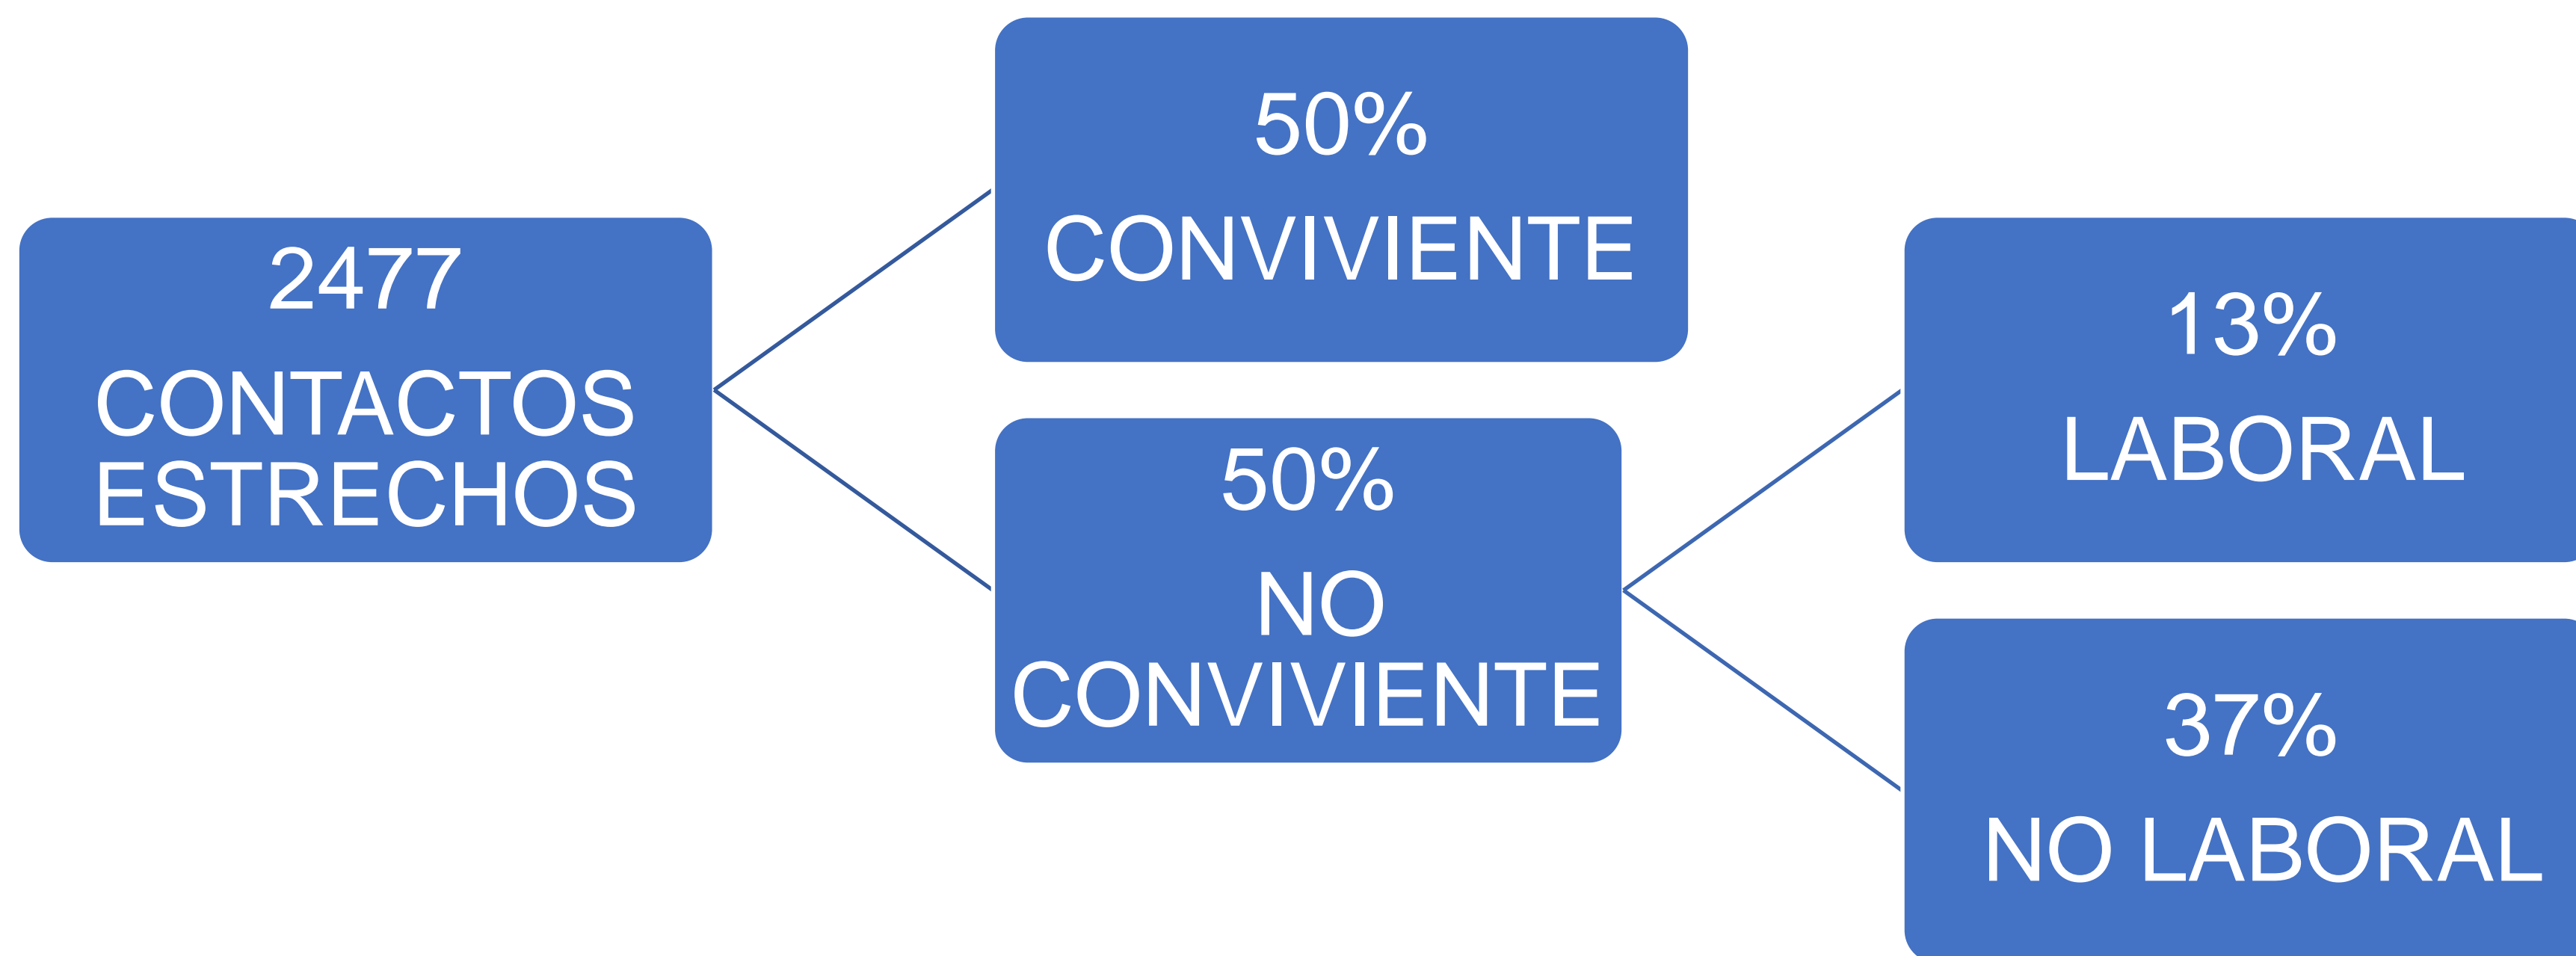 2477
CONTACTOS
ESTRECHOS
50%
CONVIVIENTE
50%
NO
CONVIVIENTE
13%
LABORAL
37%
NO LABORAL